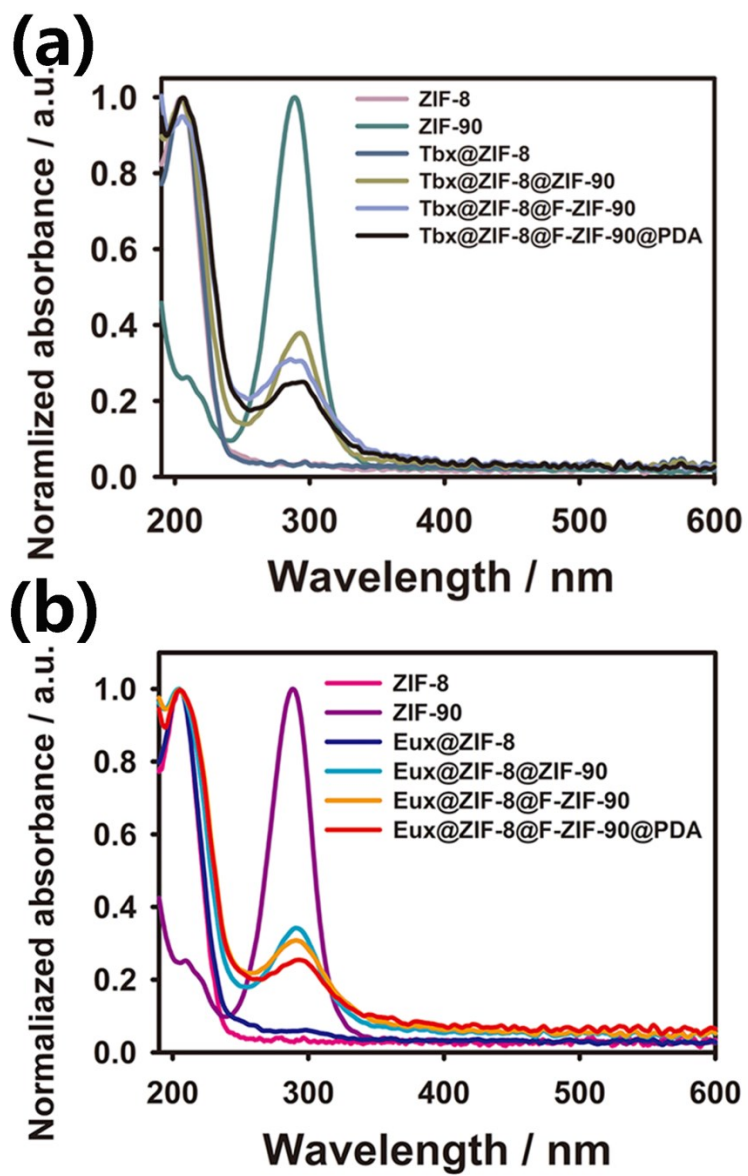 (a)
Noramlized absorbance / a.u.
1.0
0.8
0.6
0.4
0.2
0.0
ZIF-8
ZIF-90
Tbx@ZIF-8
Tbx@ZIF-8@ZIF-90
Tbx@ZIF-8@F-ZIF-90
Tbx@ZIF-8@F-ZIF-90@PDA
200 300 400 500 600
Wavelength / nm
(b)
Normaliazed absorbance / a.u.
1.0
0.8
0.6
0.4
0.2
0.0
ZIF-8
ZIF-90
Eux@ZIF-8
Eux@ZIF-8@ZIF-90
Eux@ZIF-8@F-ZIF-90
Eux@ZIF-8@F-ZIF-90@PDA
200 300 400 500 600
Wavelength / nm